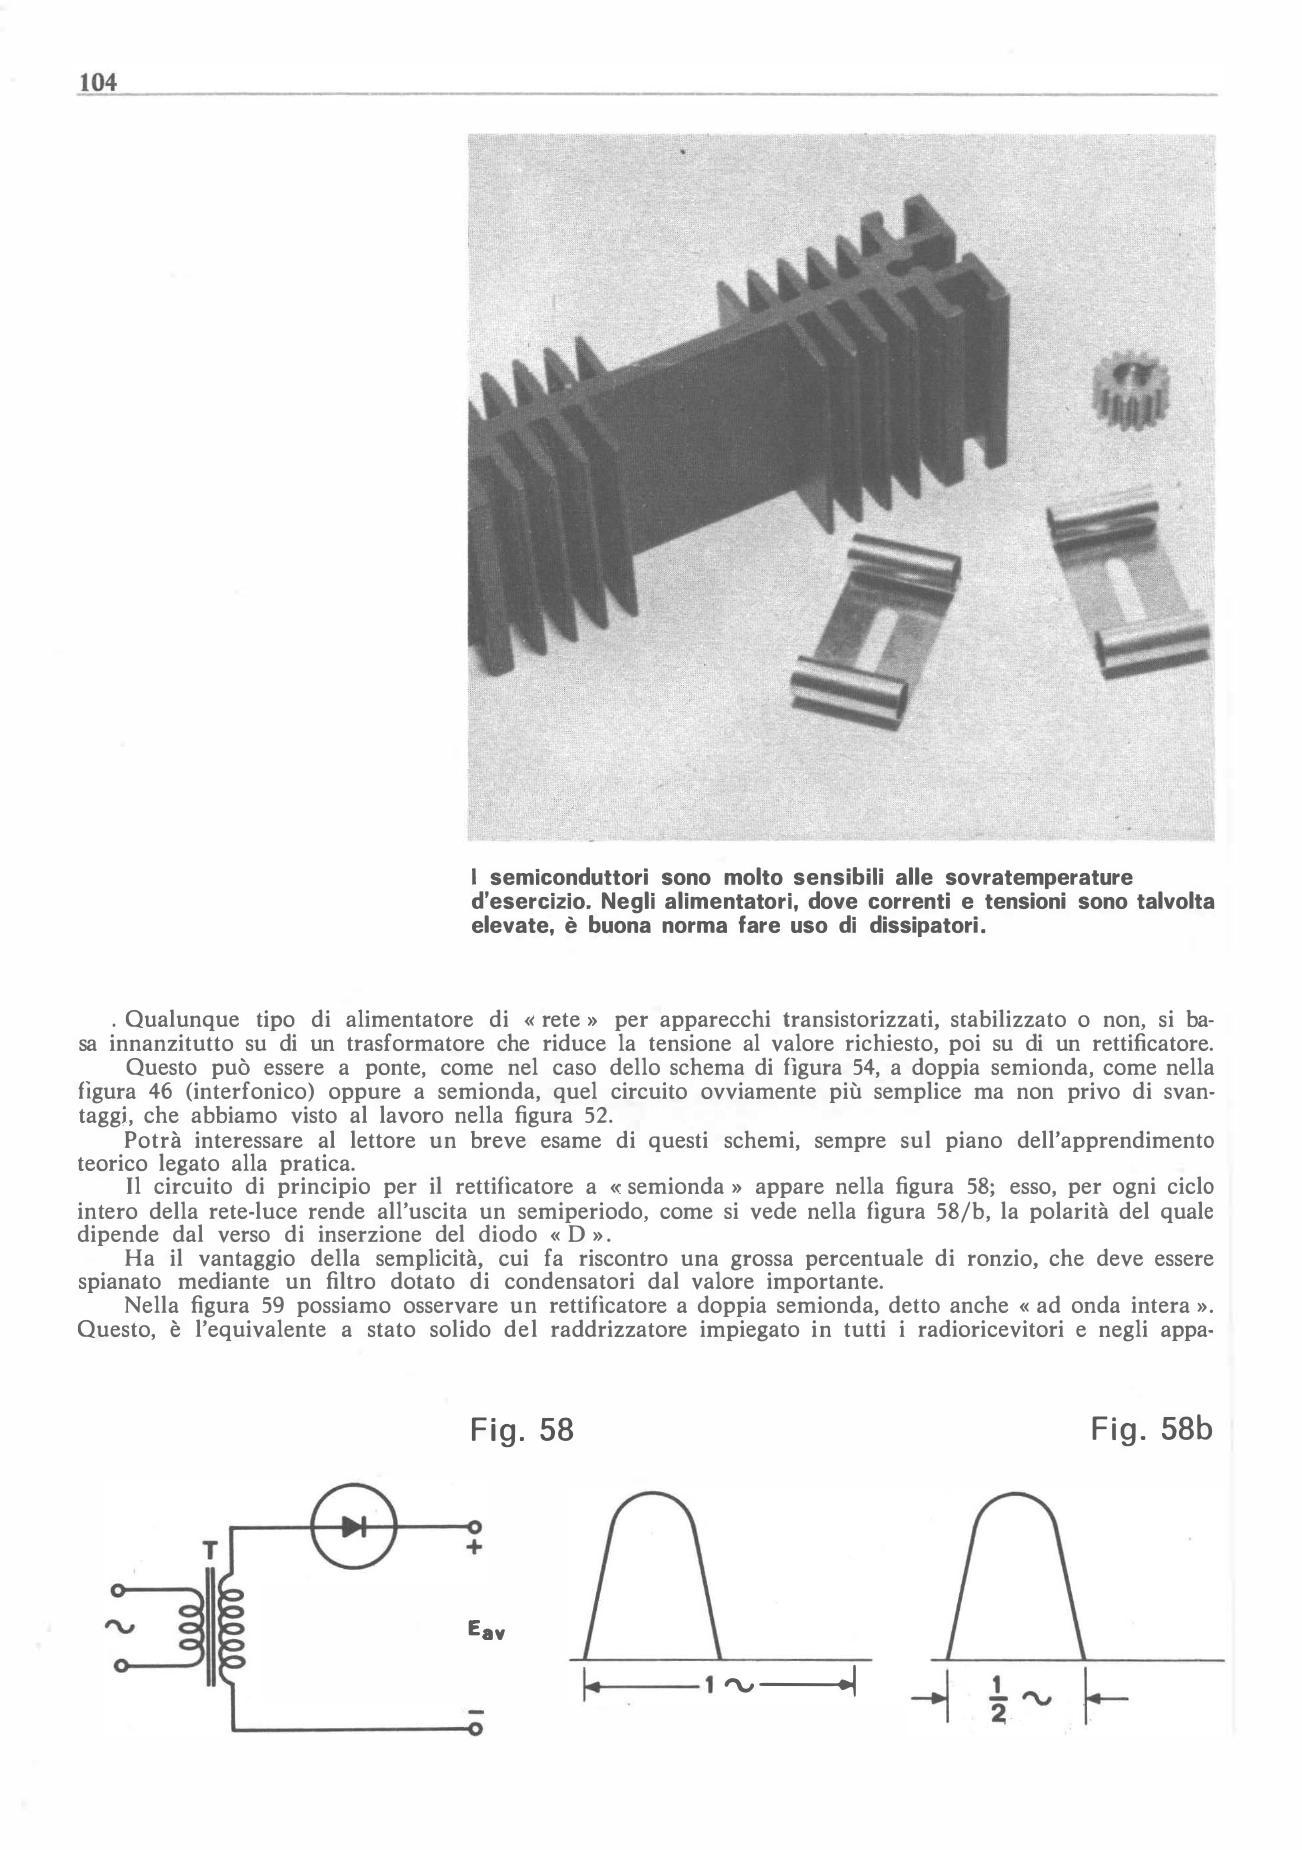 104
I semiconduttori sono molto sensibili alle sovratemperature
d'esercizio. Negli alimentatori, dove correnti e tensioni sono talvolta
elevate, è buona norma fare uso di dissipatori.
. Qualunque tipo di alimentatore di « rete » per apparecchi transistorizzati, stabilizzato o non, si ba-
sa innanzitutto su di un trasformatore che riduce la tensione al valore richiesto, poi su di un rettificatore.
Questo può essere a ponte, come nel caso dello schema di figura 54, a doppia semionda, come nella
figura 46 (interfonico) oppure a semionda, quel circuito ovviamente più semplice ma non privo di svan-
taggi, che abbiamo visto al lavoro nella figura 52.
Potrà interessare al lettore un breve esame di questi schemi, sempre sul piano dell'apprendimento
teorico legato alla pratica.
Il circuito di principio per il rettificatore a « semionda » appare nella figura 58; esso, per ogni ciclo
intero della rete-luce rende all'uscita un semiperiodo, come si vede nella figura 58/b, la polarità del quale
dipende dal verso di inserzione del diodo « D ».
Ha il vantaggio della semplicità, cui fa riscontro una grossa percentuale di ronzio, che deve essere
spianato mediante un filtro dotato di condensatori dal valore importante.
Nella figura 59 possiamo osservare un rettificatore a doppia semionda, detto anche « ad onda intera ».
Questo, è l'equivalente a stato solido del raddrizzatore impiegato in tutti i radioricevitori e negli appa-
Fig. 58
Fig. 58b
T
+
~
Eav
−
1 ~
1/2 ~